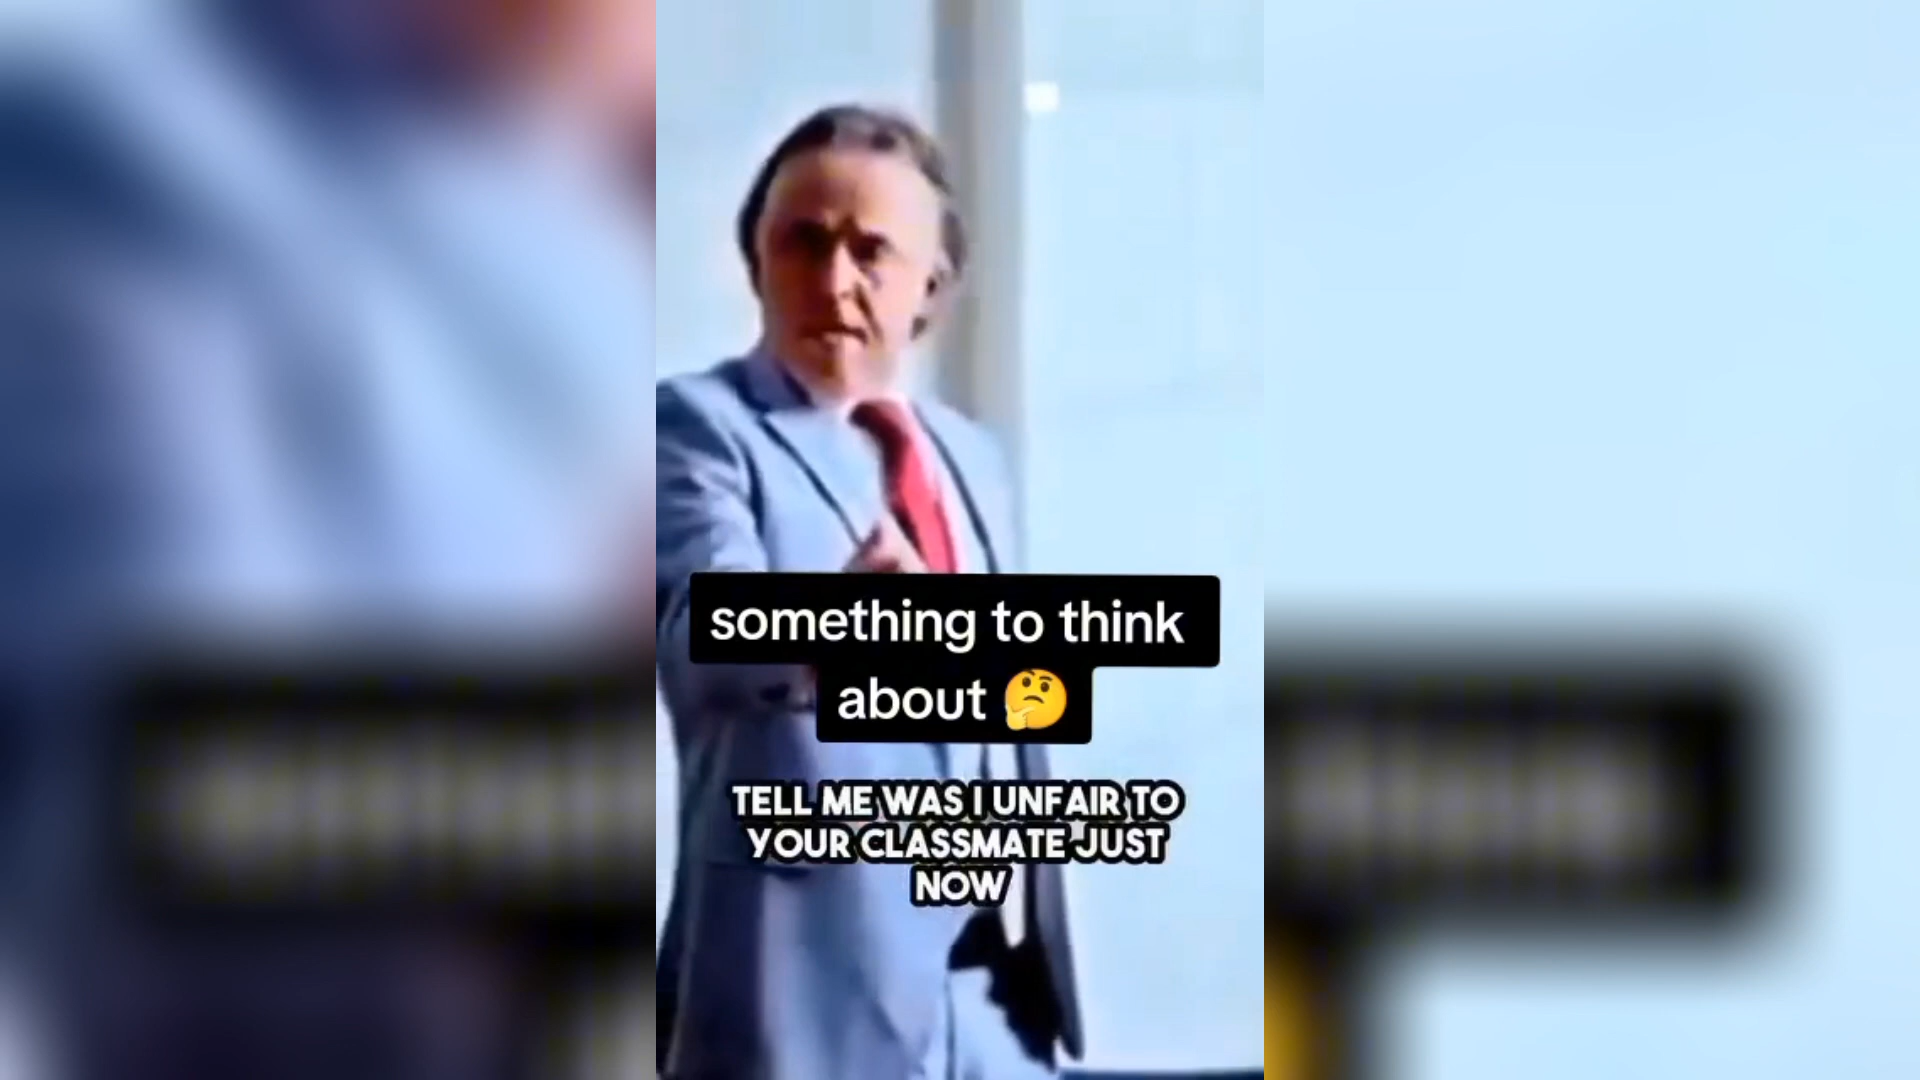 something to think
about 🤔
TELL ME WAS I UNFAIR TO
YOUR CLASSMATE JUST
NOW